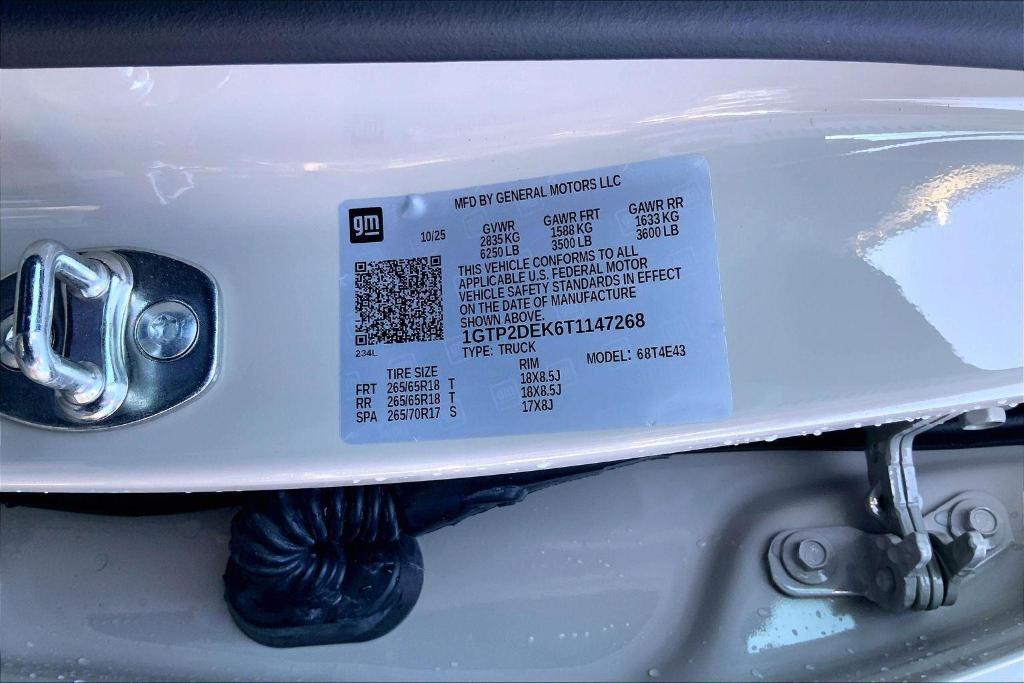 MFD BY GENERAL MOTORS LLC
gm
10/25 GVWR GAWR FRT GAWR RR
2835 KG 1588 KG 1633 KG
6250 LB 3500 LB 3600 LB
THIS VEHICLE CONFORMS TO ALL
APPLICABLE U.S. FEDERAL MOTOR
VEHICLE SAFETY STANDARDS IN EFFECT
ON THE DATE OF MANUFACTURE
SHOWN ABOVE.
1GTP2DEK6T1147268
234L
TYPE: TRUCK MODEL: 68T4E43
TIRE SIZE RIM
FRT 265/65R18 T 18X8.5J
RR 265/65R18 T 18X8.5J
SPA 265/70R17 S 17X8J